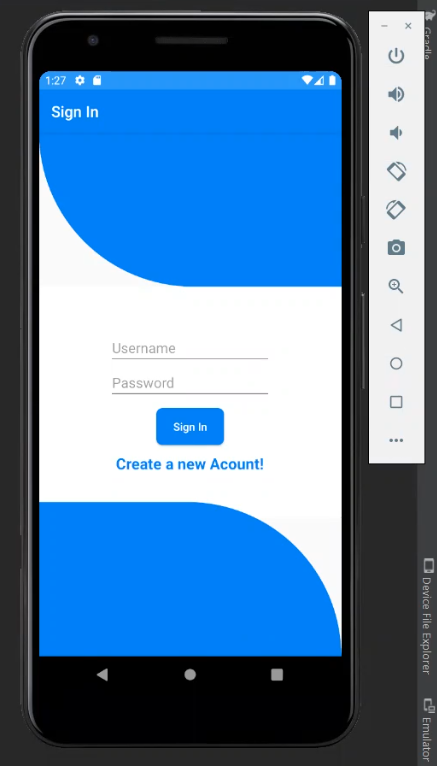 1:27
Sign In
Username
Password
Sign In
Create a new Acount!
Gradle
Device File Explorer
Emulator